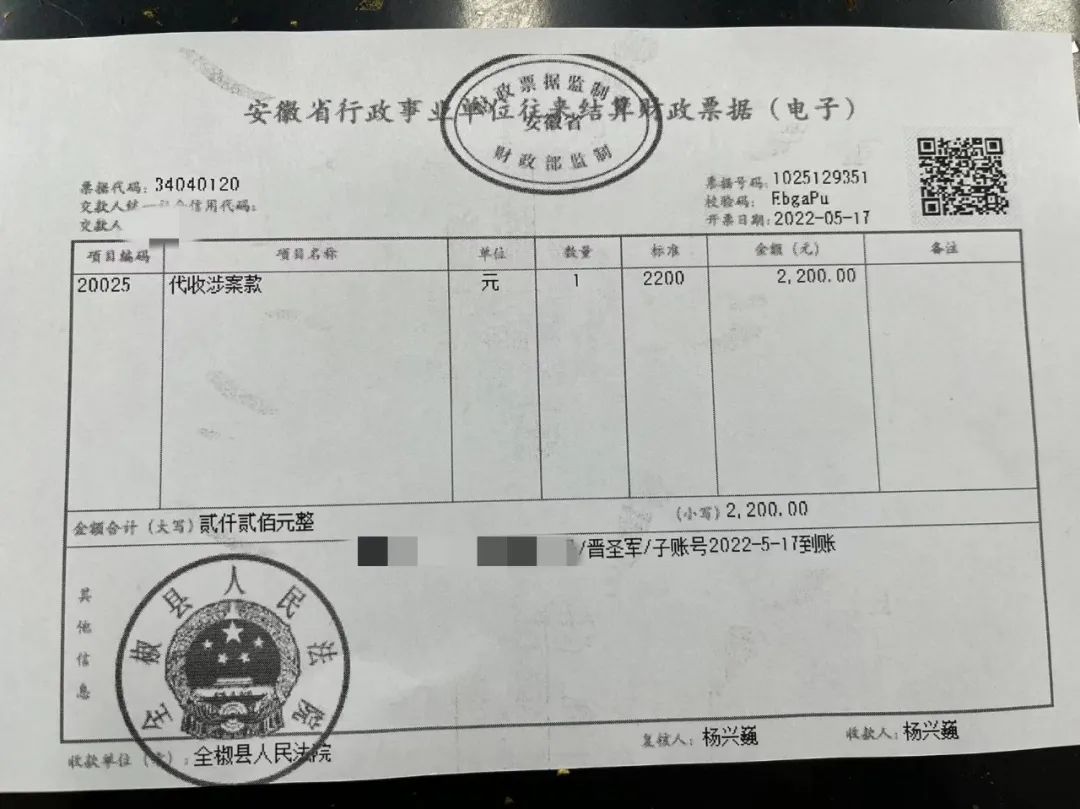 安徽省行政事业单位往来结算财政票据（电子）
财政票据监制
安徽省
财政部监制
票据代码：34040120
票据号码：1025129351
交款人统一社会信用代码：
校验码：EbgaPu
交款人
开票日期：2022-05-17
项目编码 项目名称 单位 数量 标准 金额（元） 备注
20025 代收涉案款 元 1 2200 2,200.00
金额合计（大写）贰仟贰佰元整 （小写）2,200.00
/晋圣军/子账号2022-5-17到账
其他信息
全椒县人民法院
收款单位（章）：全椒县人民法院 复核人：杨兴巍 收款人：杨兴巍